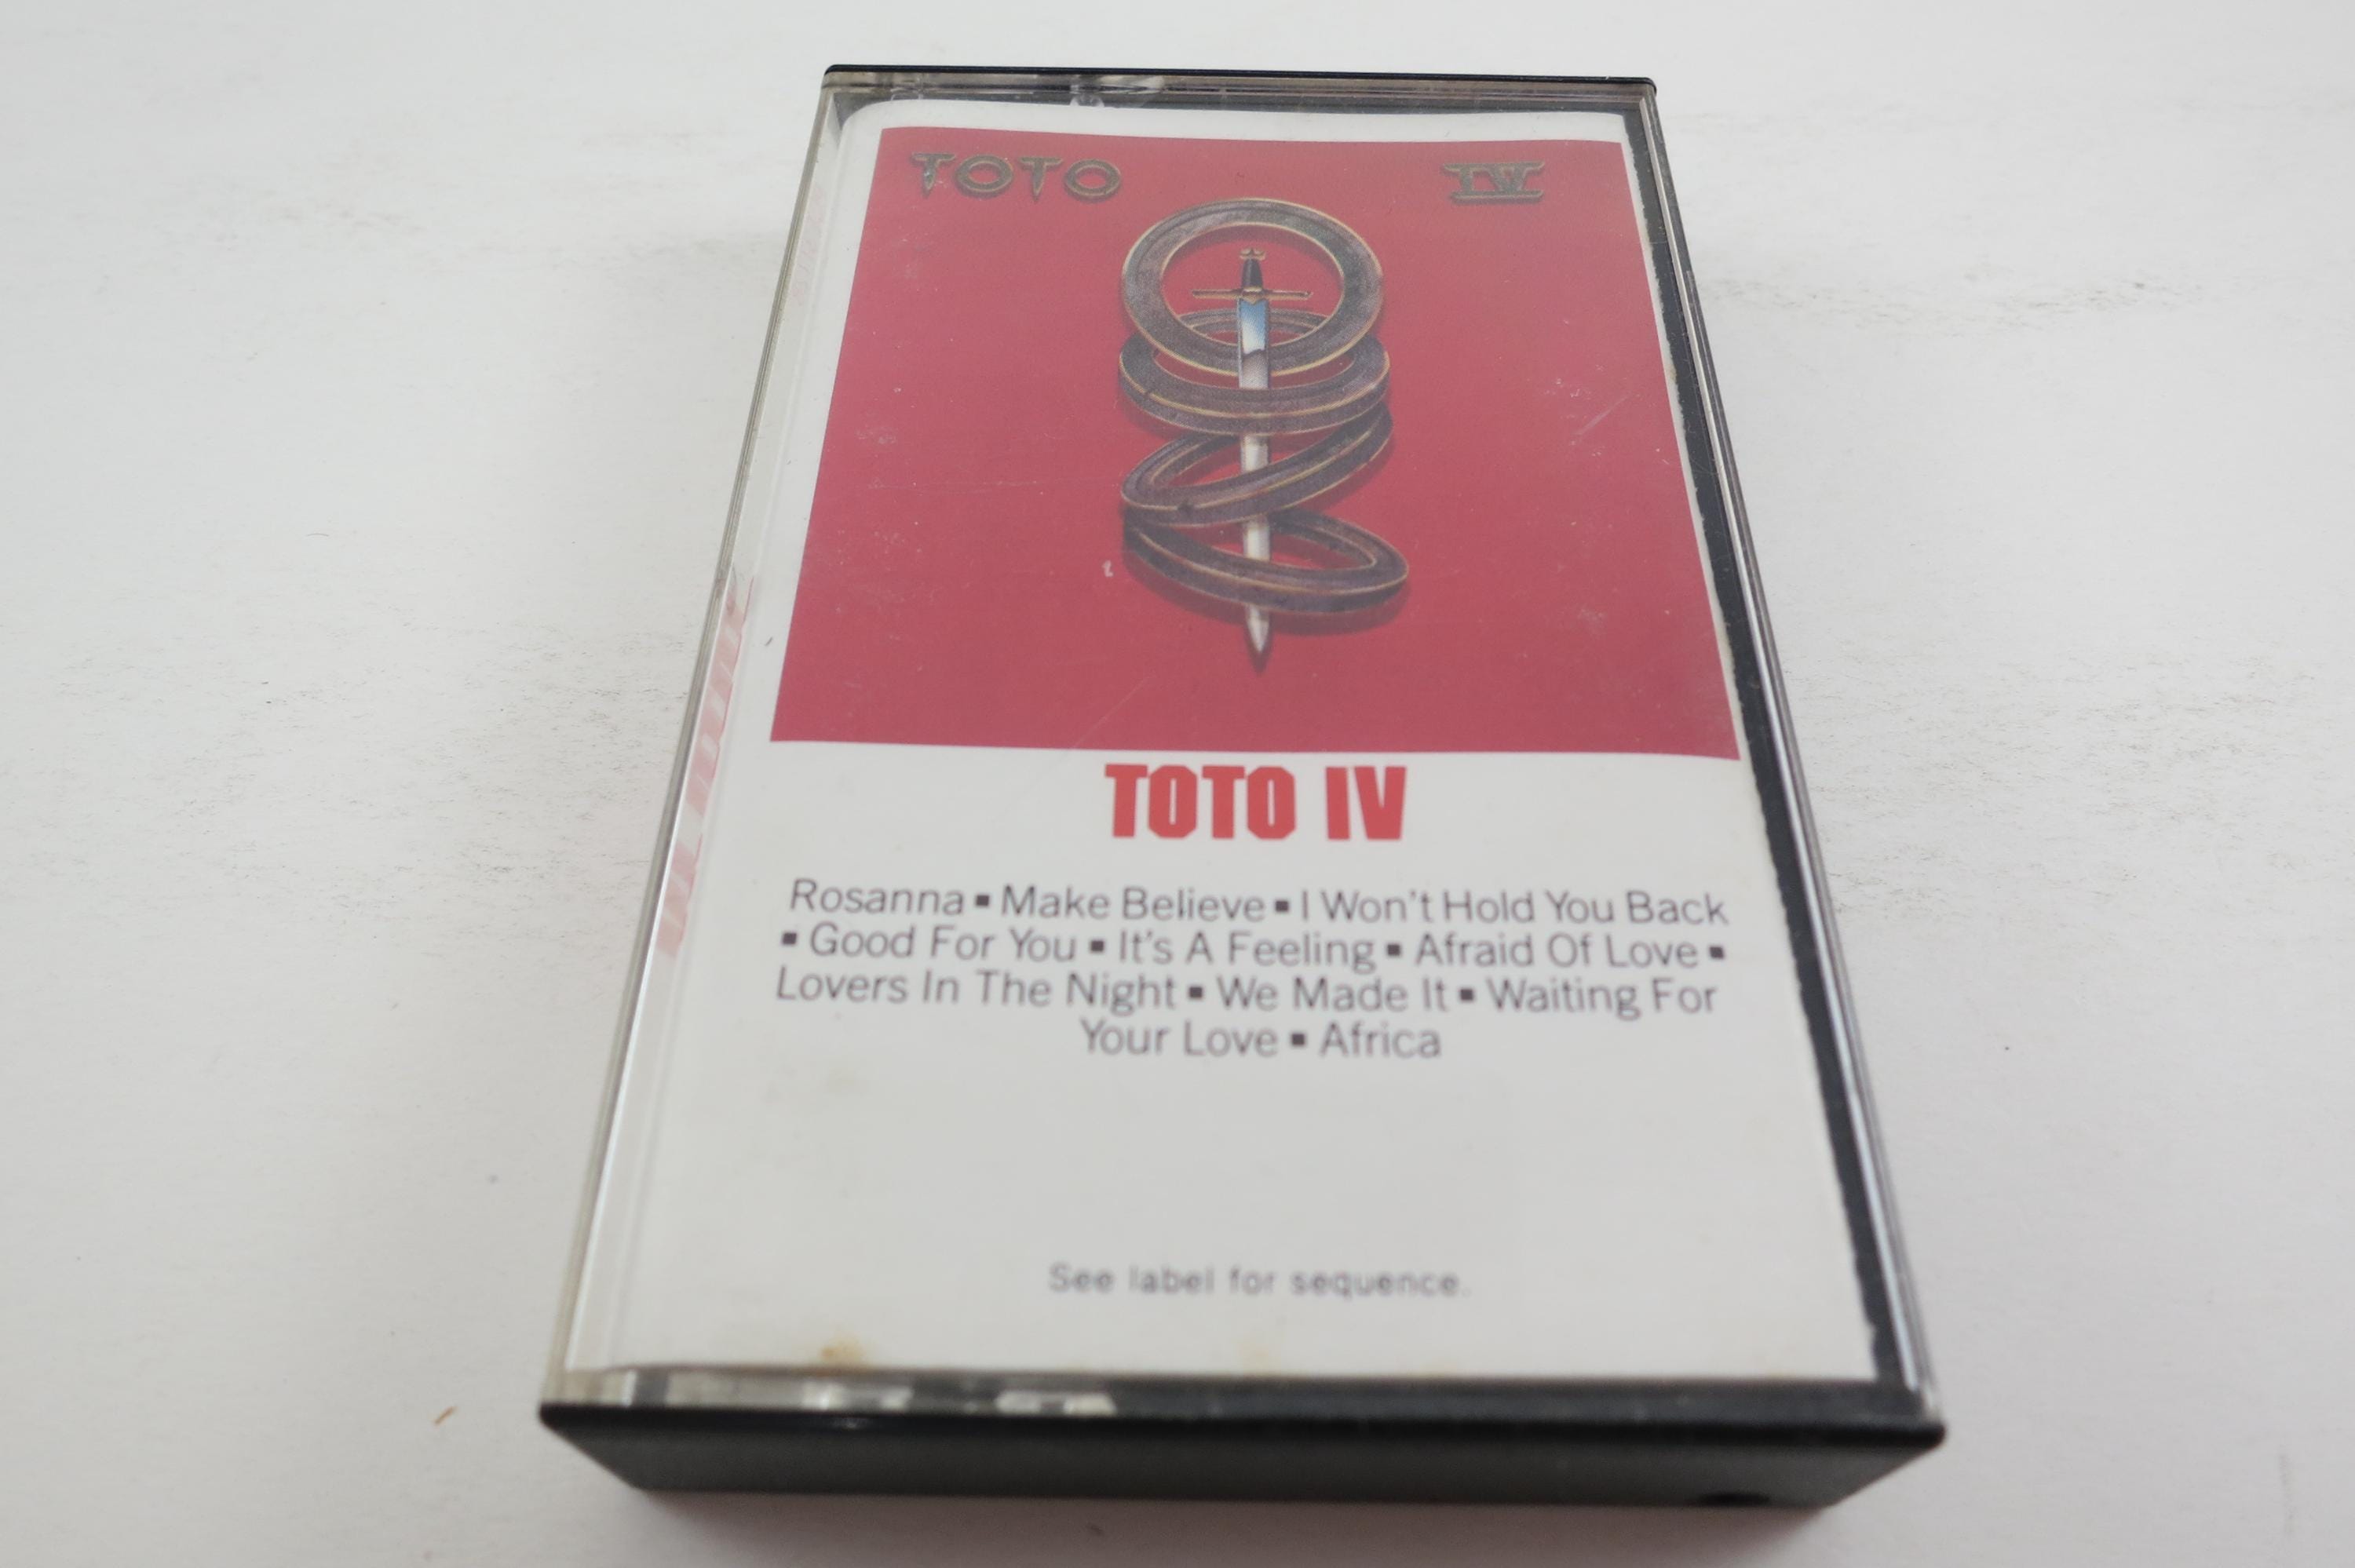 TOTO IV
TOTO IV
Rosanna ▪ Make Believe ▪ I Won't Hold You Back
▪ Good For You ▪ It's A Feeling ▪ Afraid Of Love ▪
Lovers In The Night ▪ We Made It ▪ Waiting For
Your Love ▪ Africa
See label for sequence.